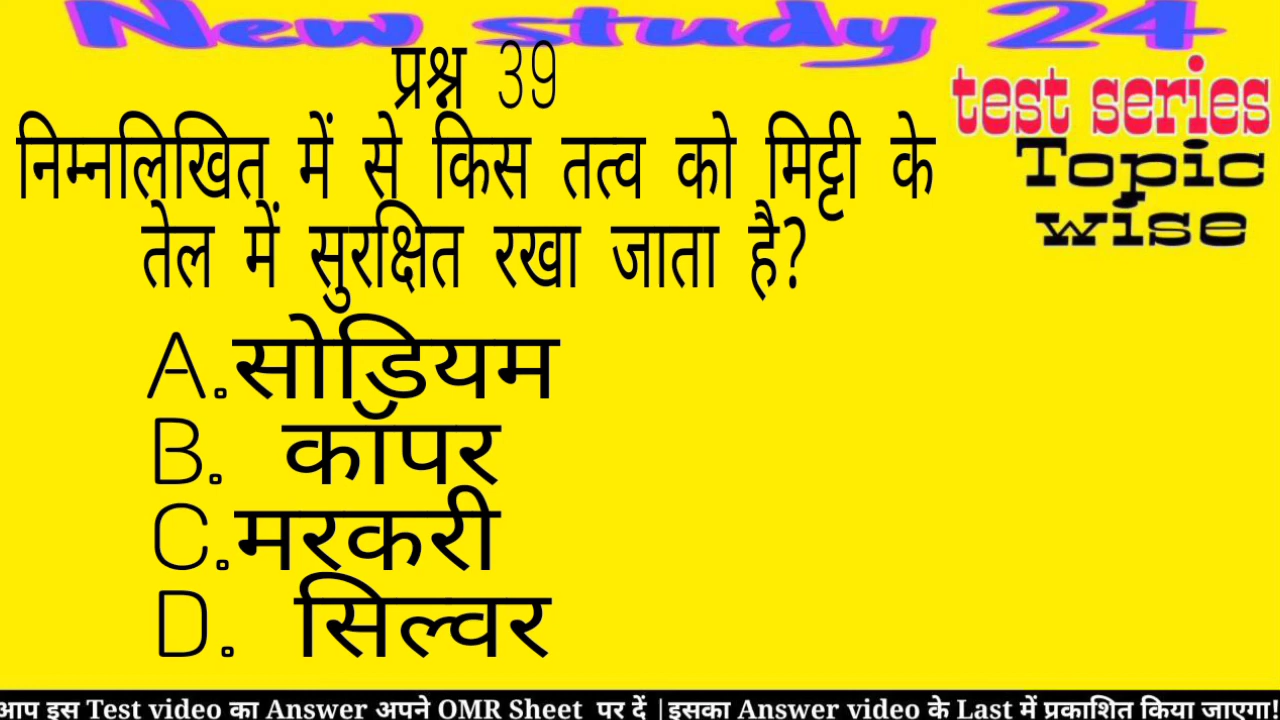 New study 24
प्रश्न 39
test series
Topic
wise
निम्नलिखित में से किस तत्व को मिट्टी के
तेल में सुरक्षित रखा जाता है?
A.सोडियम
B. कॉपर
C.मरकरी
D. सिल्वर
आप इस Test video का Answer अपने OMR Sheet पर दें |इसका Answer video के Last में प्रकाशित किया जाएगा!